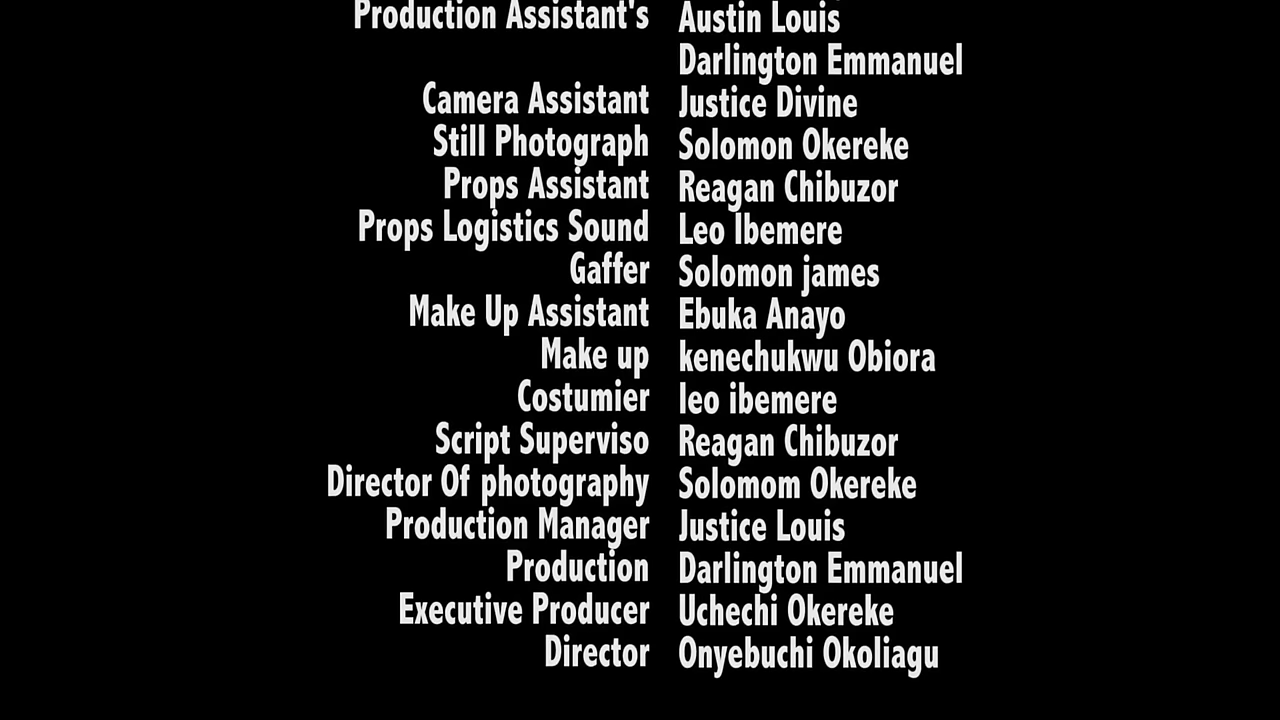 Production Assistant's Austin Louis
Darlington Emmanuel
Camera Assistant Justice Divine
Still Photograph Solomon Okereke
Props Assistant Reagan Chibuzor
Props Logistics Sound Leo Ibemere
Gaffer Solomon james
Make Up Assistant Ebuka Anayo
Make up kenechukwu Obiora
Costumier leo ibemere
Script Superviso Reagan Chibuzor
Director Of photography Solomom Okereke
Production Manager Justice Louis
Production Darlington Emmanuel
Executive Producer Uchechi Okereke
Director Onyebuchi Okoliagu